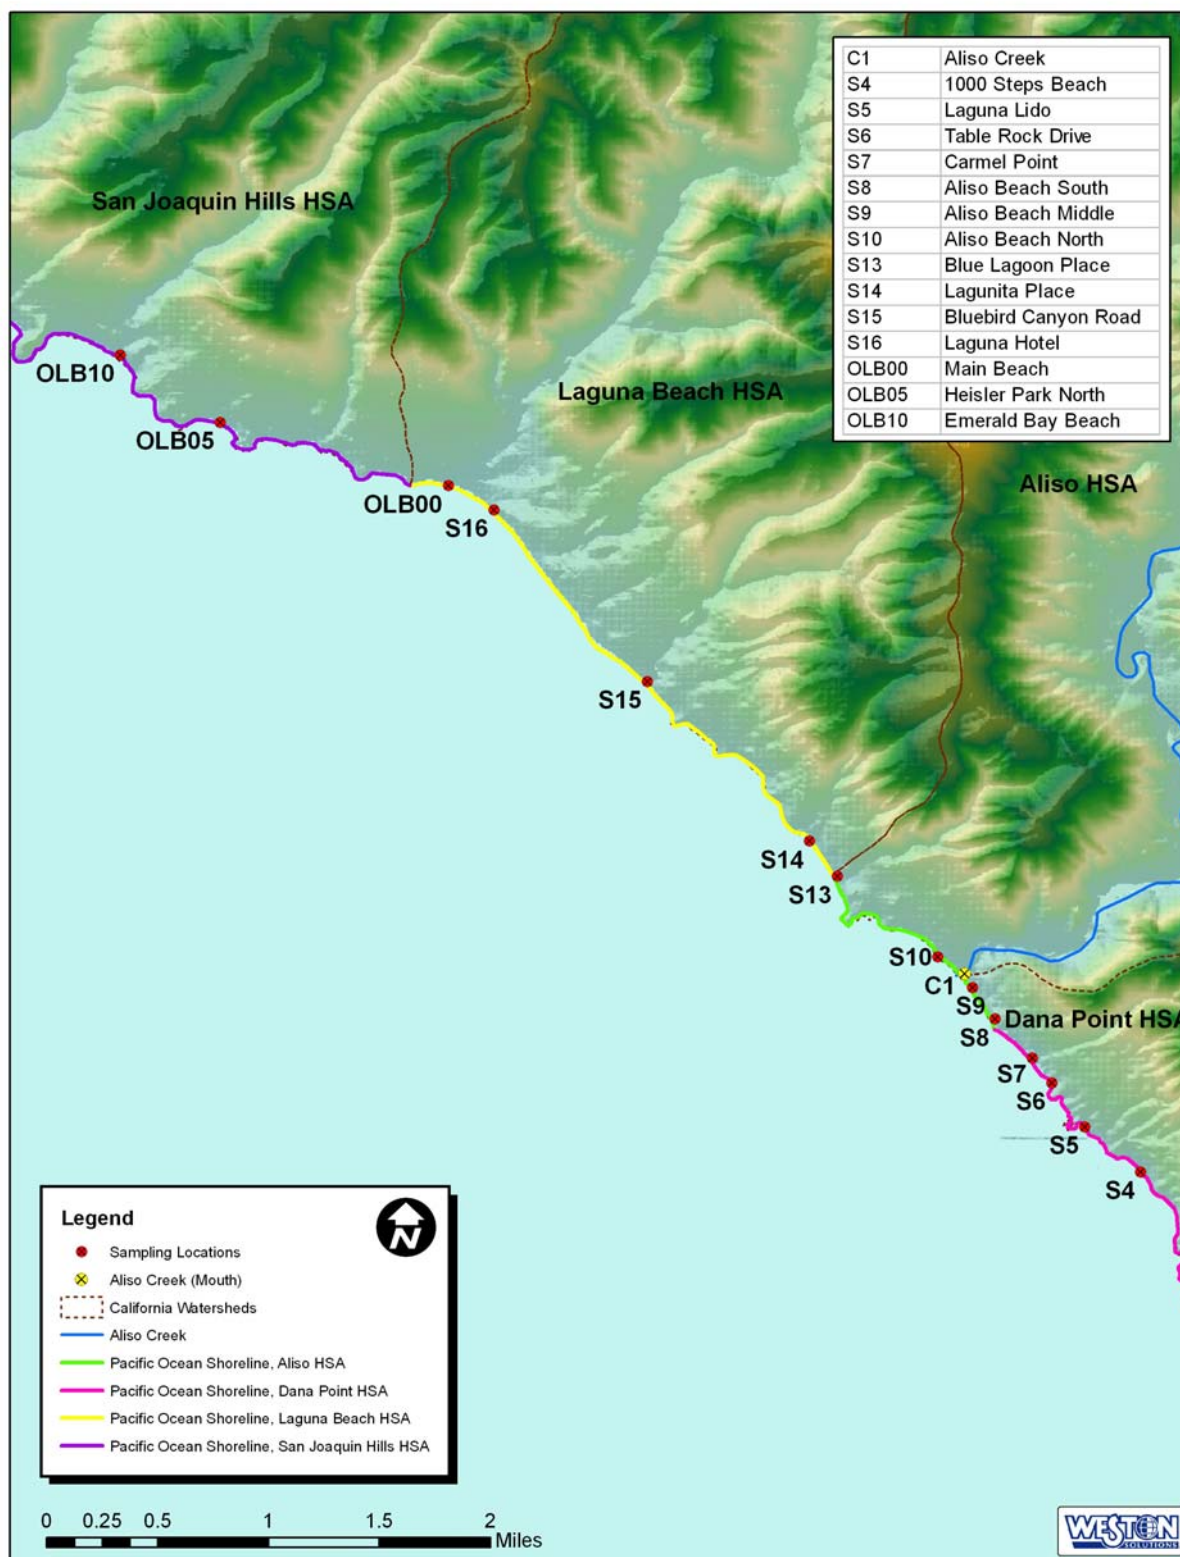 C1 Aliso Creek
S4 1000 Steps Beach
S5 Laguna Lido
S6 Table Rock Drive
S7 Carmel Point
S8 Aliso Beach South
S9 Aliso Beach Middle
S10 Aliso Beach North
S13 Blue Lagoon Place
S14 Lagunita Place
S15 Bluebird Canyon Road
S16 Laguna Hotel
OLB00 Main Beach
OLB05 Heisler Park North
OLB10 Emerald Bay Beach
San Joaquin Hills HSA
OLB10
Laguna Beach HSA
OLB05
Aliso HSA
OLB00
S16
S15
S14
S13
S10
C1
S9
Dana Point HSA
S8
S7
S6
S5
S4
Legend
N
Sampling Locations
Aliso Creek (Mouth)
California Watersheds
Aliso Creek
Pacific Ocean Shoreline, Aliso HSA
Pacific Ocean Shoreline, Dana Point HSA
Pacific Ocean Shoreline, Laguna Beach HSA
Pacific Ocean Shoreline, San Joaquin Hills HSA
0 0.25 0.5 1 1.5 2
Miles
WESTON
SOLUTIONS